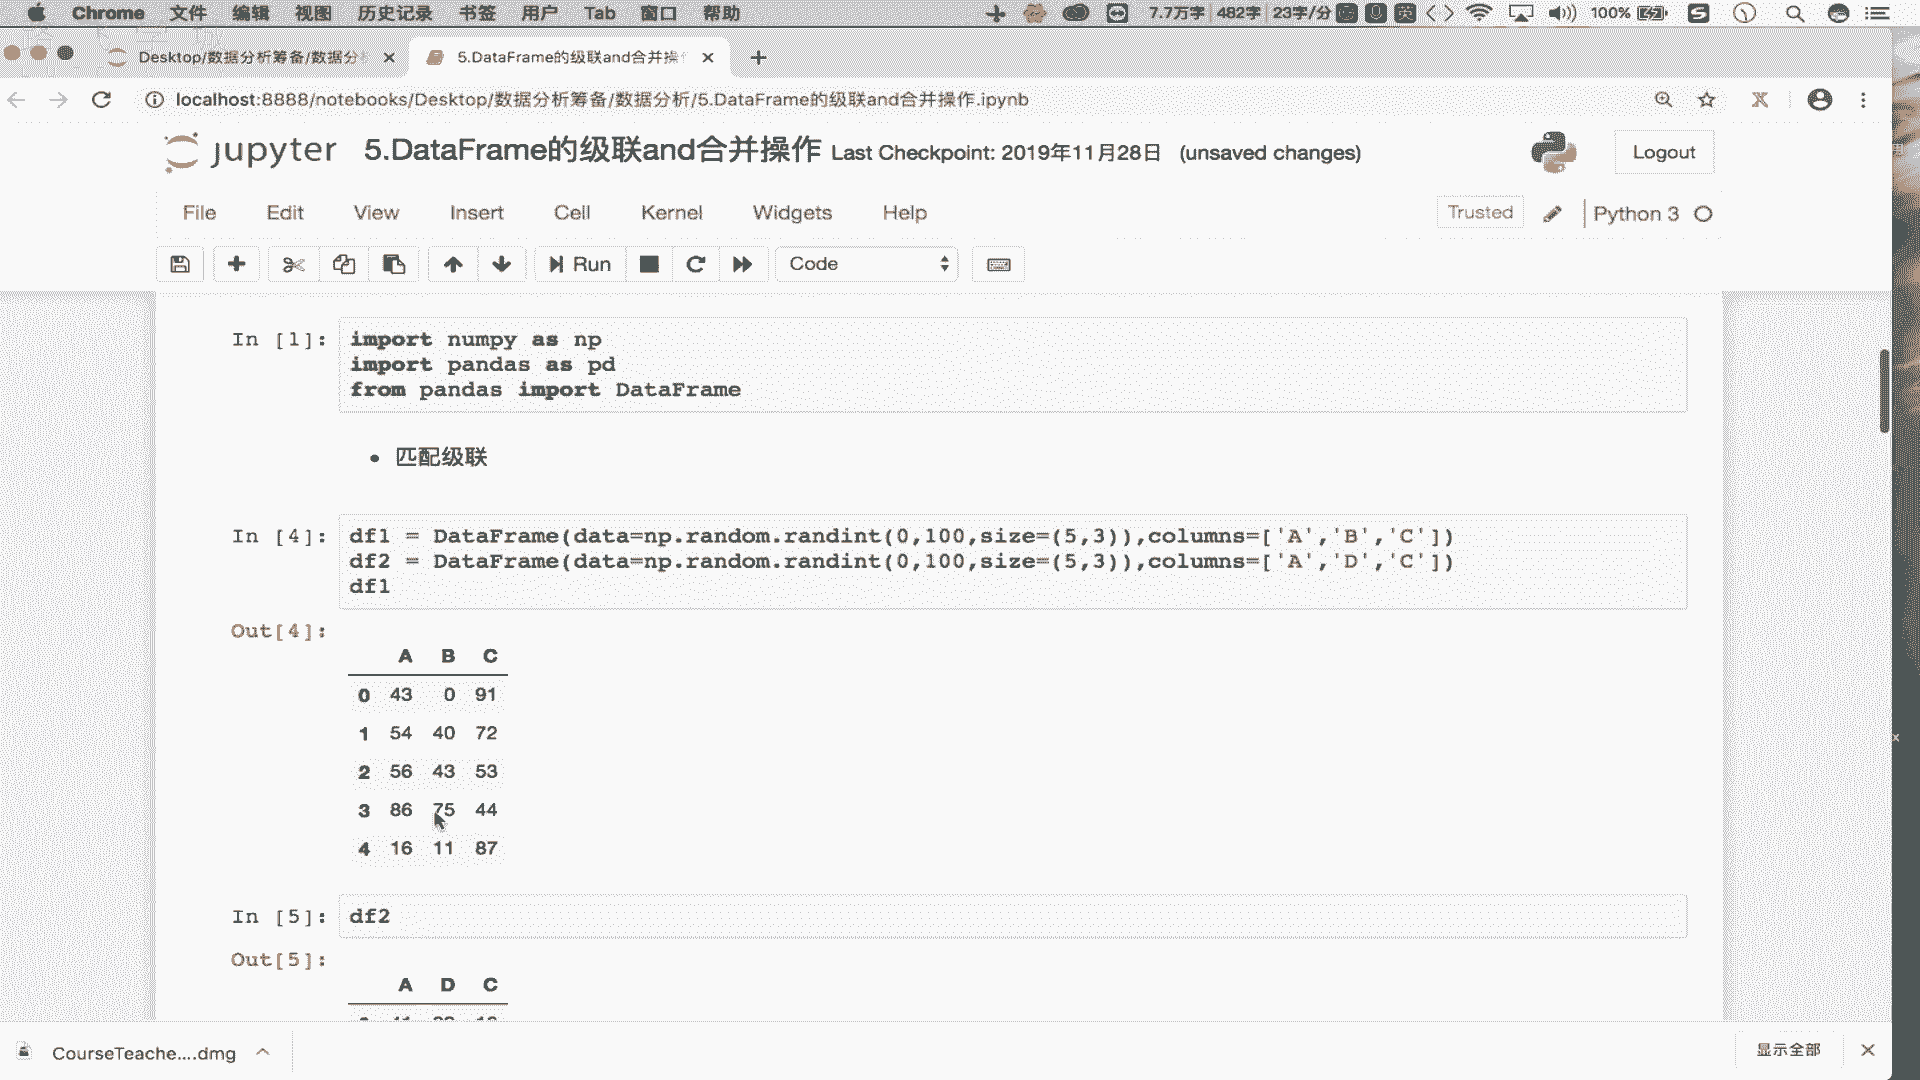 Chrome 文件 编辑 视图 历史记录 书签 用户 Tab 窗口 帮助 7.7万字 482字 23字/分 英 100%
Desktop/数据分析筹备/数据分
5.DataFrame的级联and合并操
localhost:8888/notebooks/Desktop/数据分析筹备/数据分析/5.DataFrame的级联and合并操作.ipynb
jupyter 5.DataFrame的级联and合并操作 Last Checkpoint: 2019年11月28日 (unsaved changes)
Logout
File Edit View Insert Cell Kernel Widgets Help
Trusted Python 3
Run Code
In [1]: import numpy as np
import pandas as pd
from pandas import DataFrame
• 匹配级联
In [4]: df1 = DataFrame(data=np.random.randint(0,100,size=(5,3)),columns=['A','B','C'])
df2 = DataFrame(data=np.random.randint(0,100,size=(5,3)),columns=['A','D','C'])
df1
Out[4]:
A B C
0 43 0 91
1 54 40 72
2 56 43 53
3 86 75 44
4 16 11 87
In [5]: df2
Out[5]:
A D C
CourseTeache....dmg
显示全部